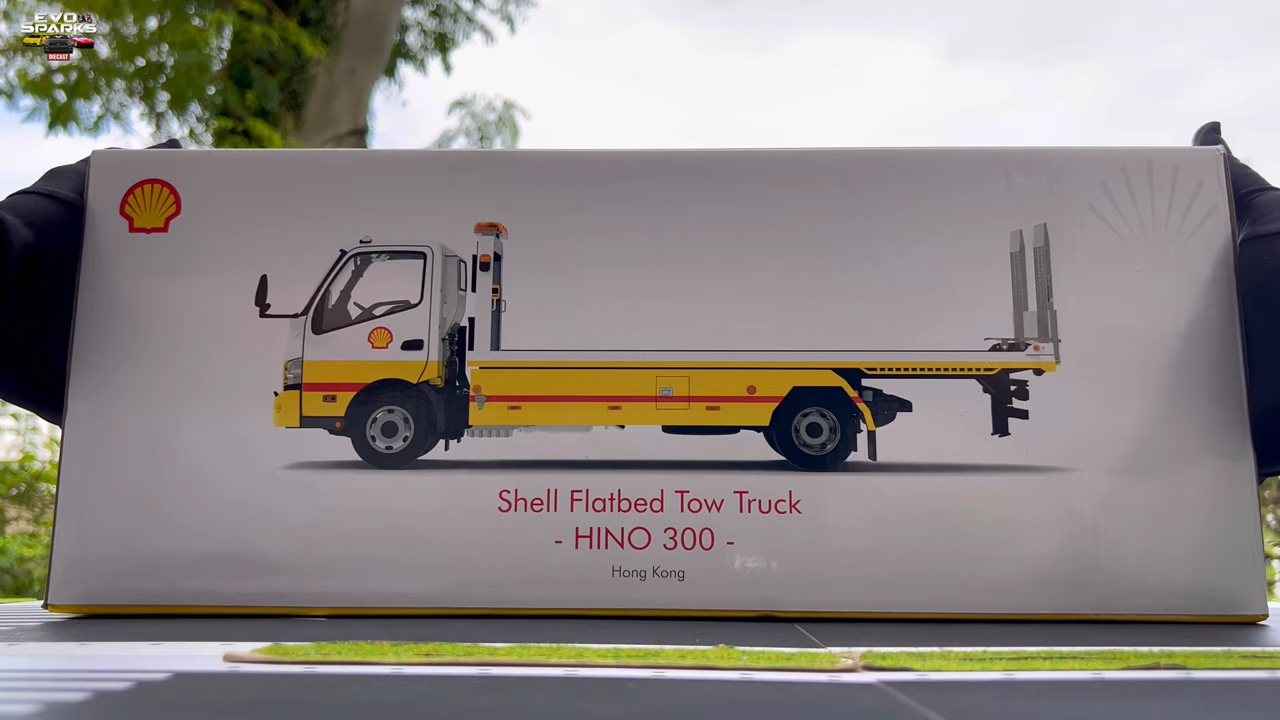 EVO
SPARKS
DIECAST
Shell Flatbed Tow Truck
- HINO 300 -
Hong Kong